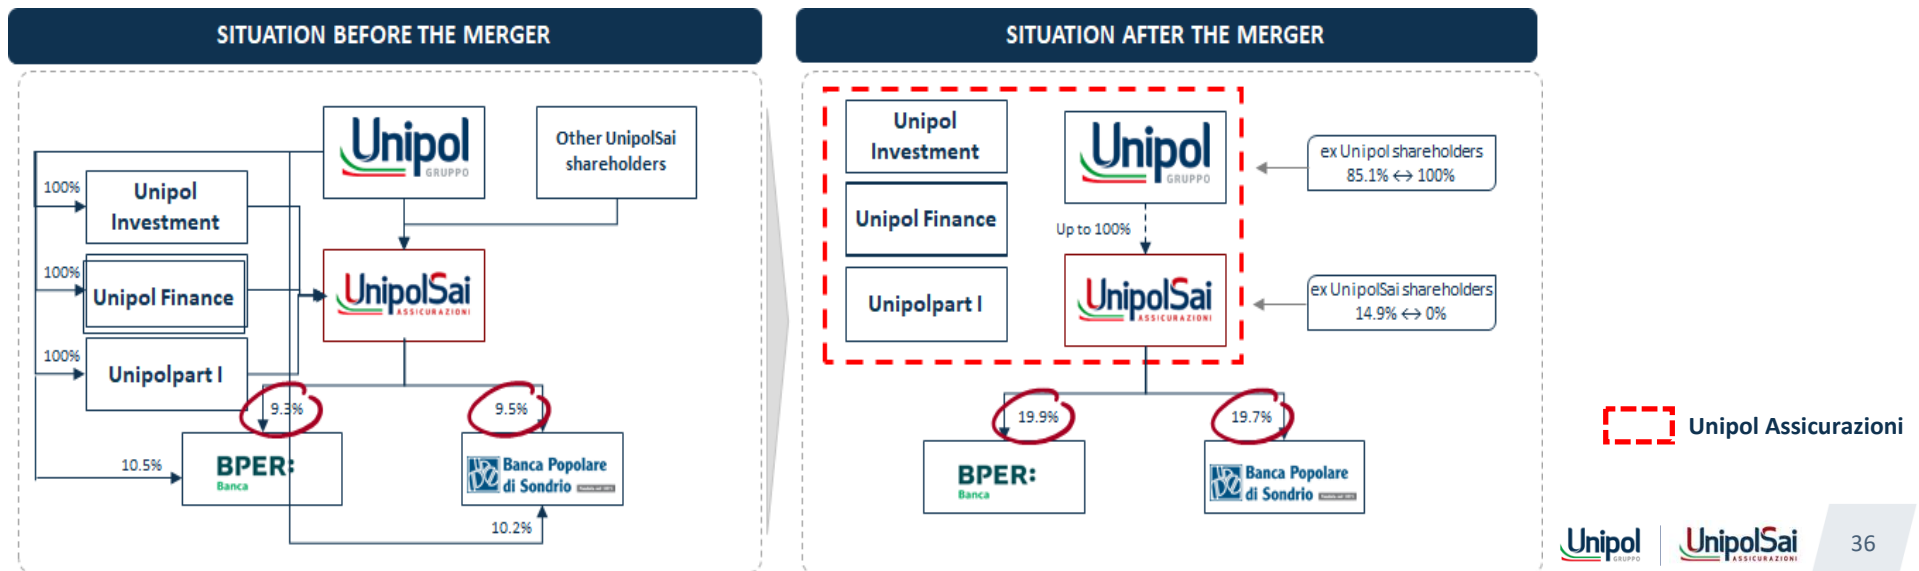 SITUATION BEFORE THE MERGER
Unipol
GRUPPO
Other UnipolSai
shareholders
100%
Unipol
Investment
100%
Unipol Finance
UnipolSai
ASSICURAZIONI
100%
Unipolpart I
9.3%
9.5%
10.5%
BPER:
Banca
Banca Popolare
di Sondrio
10.2%
SITUATION AFTER THE MERGER
Unipol
Investment
Unipol
GRUPPO
ex Unipol shareholders
85.1% ↔ 100%
Unipol Finance
Up to 100%
Unipolpart I
UnipolSai
ASSICURAZIONI
ex UnipolSai shareholders
14.9% ↔ 0%
19.9%
19.7%
BPER:
Banca
Banca Popolare
di Sondrio
Unipol Assicurazioni
Unipol
GRUPPO
UnipolSai
ASSICURAZIONI
36